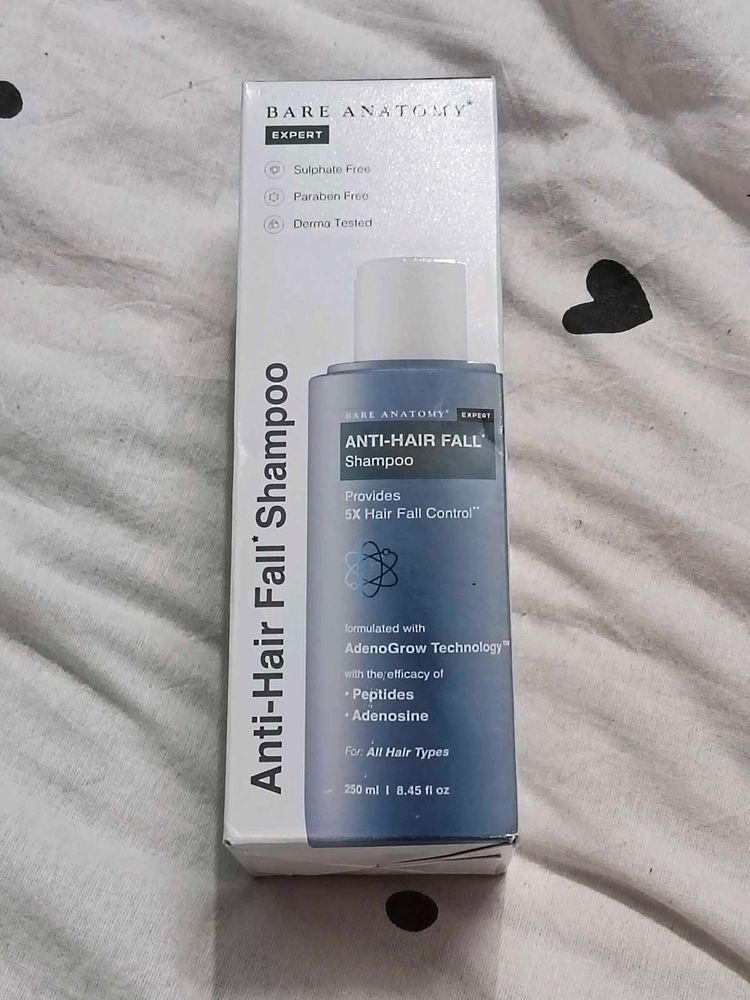 BARE ANATOMY®
EXPERT
Sulphate Free
Paraben Free
Derma Tested
Anti-Hair Fall* Shampoo
BARE ANATOMY® EXPERT
ANTI-HAIR FALL*
Shampoo
Provides
5X Hair Fall Control**
formulated with
AdenoGrow Technology™
with the efficacy of
• Peptides
• Adenosine
For: All Hair Types
250 ml I 8.45 fl oz